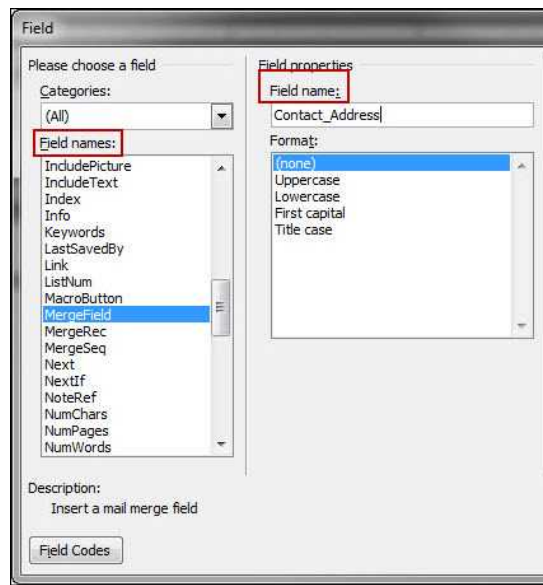 Field
Please choose a field
Categories:
(All)
Field names:
IncludePicture
IncludeText
Index
Info
Keywords
LastSavedBy
Link
ListNum
MacroButton
MergeField
MergeRec
MergeSeq
Next
NextIf
NoteRef
NumChars
NumPages
NumWords
Field properties
Field name:
Contact_Address
Format:
(none)
Uppercase
Lowercase
First capital
Title case
Description:
Insert a mail merge field
Field Codes